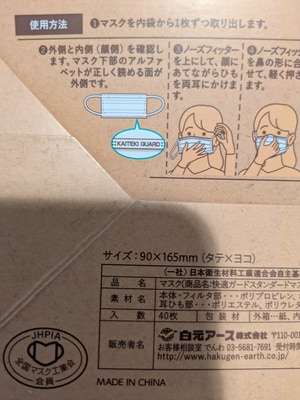 使用方法
❶マスクを内袋から1枚ずつ取り出します。
❷外側と内側(顔側)を確認します。マスク下部のアルファベットが正しく読める面が外側です。
KAITEKI GUARD
❸ノーズフィッターを上にして、顔にあてながらひもを両耳にかけます。
❹ノーズフィッ
を鼻の形に合
せて、軽く押さ
サイズ:90×165mm(タテ×ヨコ)
(一社)日本衛生材料工業連合会自主基
品 名 マスク(商品名:快適ガードスタンダードマス
素 材 名 本体・フィルタ部・・・ポリプロピレン、
耳ひも部・・・ポリエステル、ポリウレタ
入 数 40枚 包装材 外箱…紙、内
販売者名 白元アース株式会社 〒110-001
お客様相談室 でんわ 03-5681-7691 受付時
http://www.hakugen-earth.co.jp/
JHPIA
全国マスク工業会
会員
MADE IN CHINA